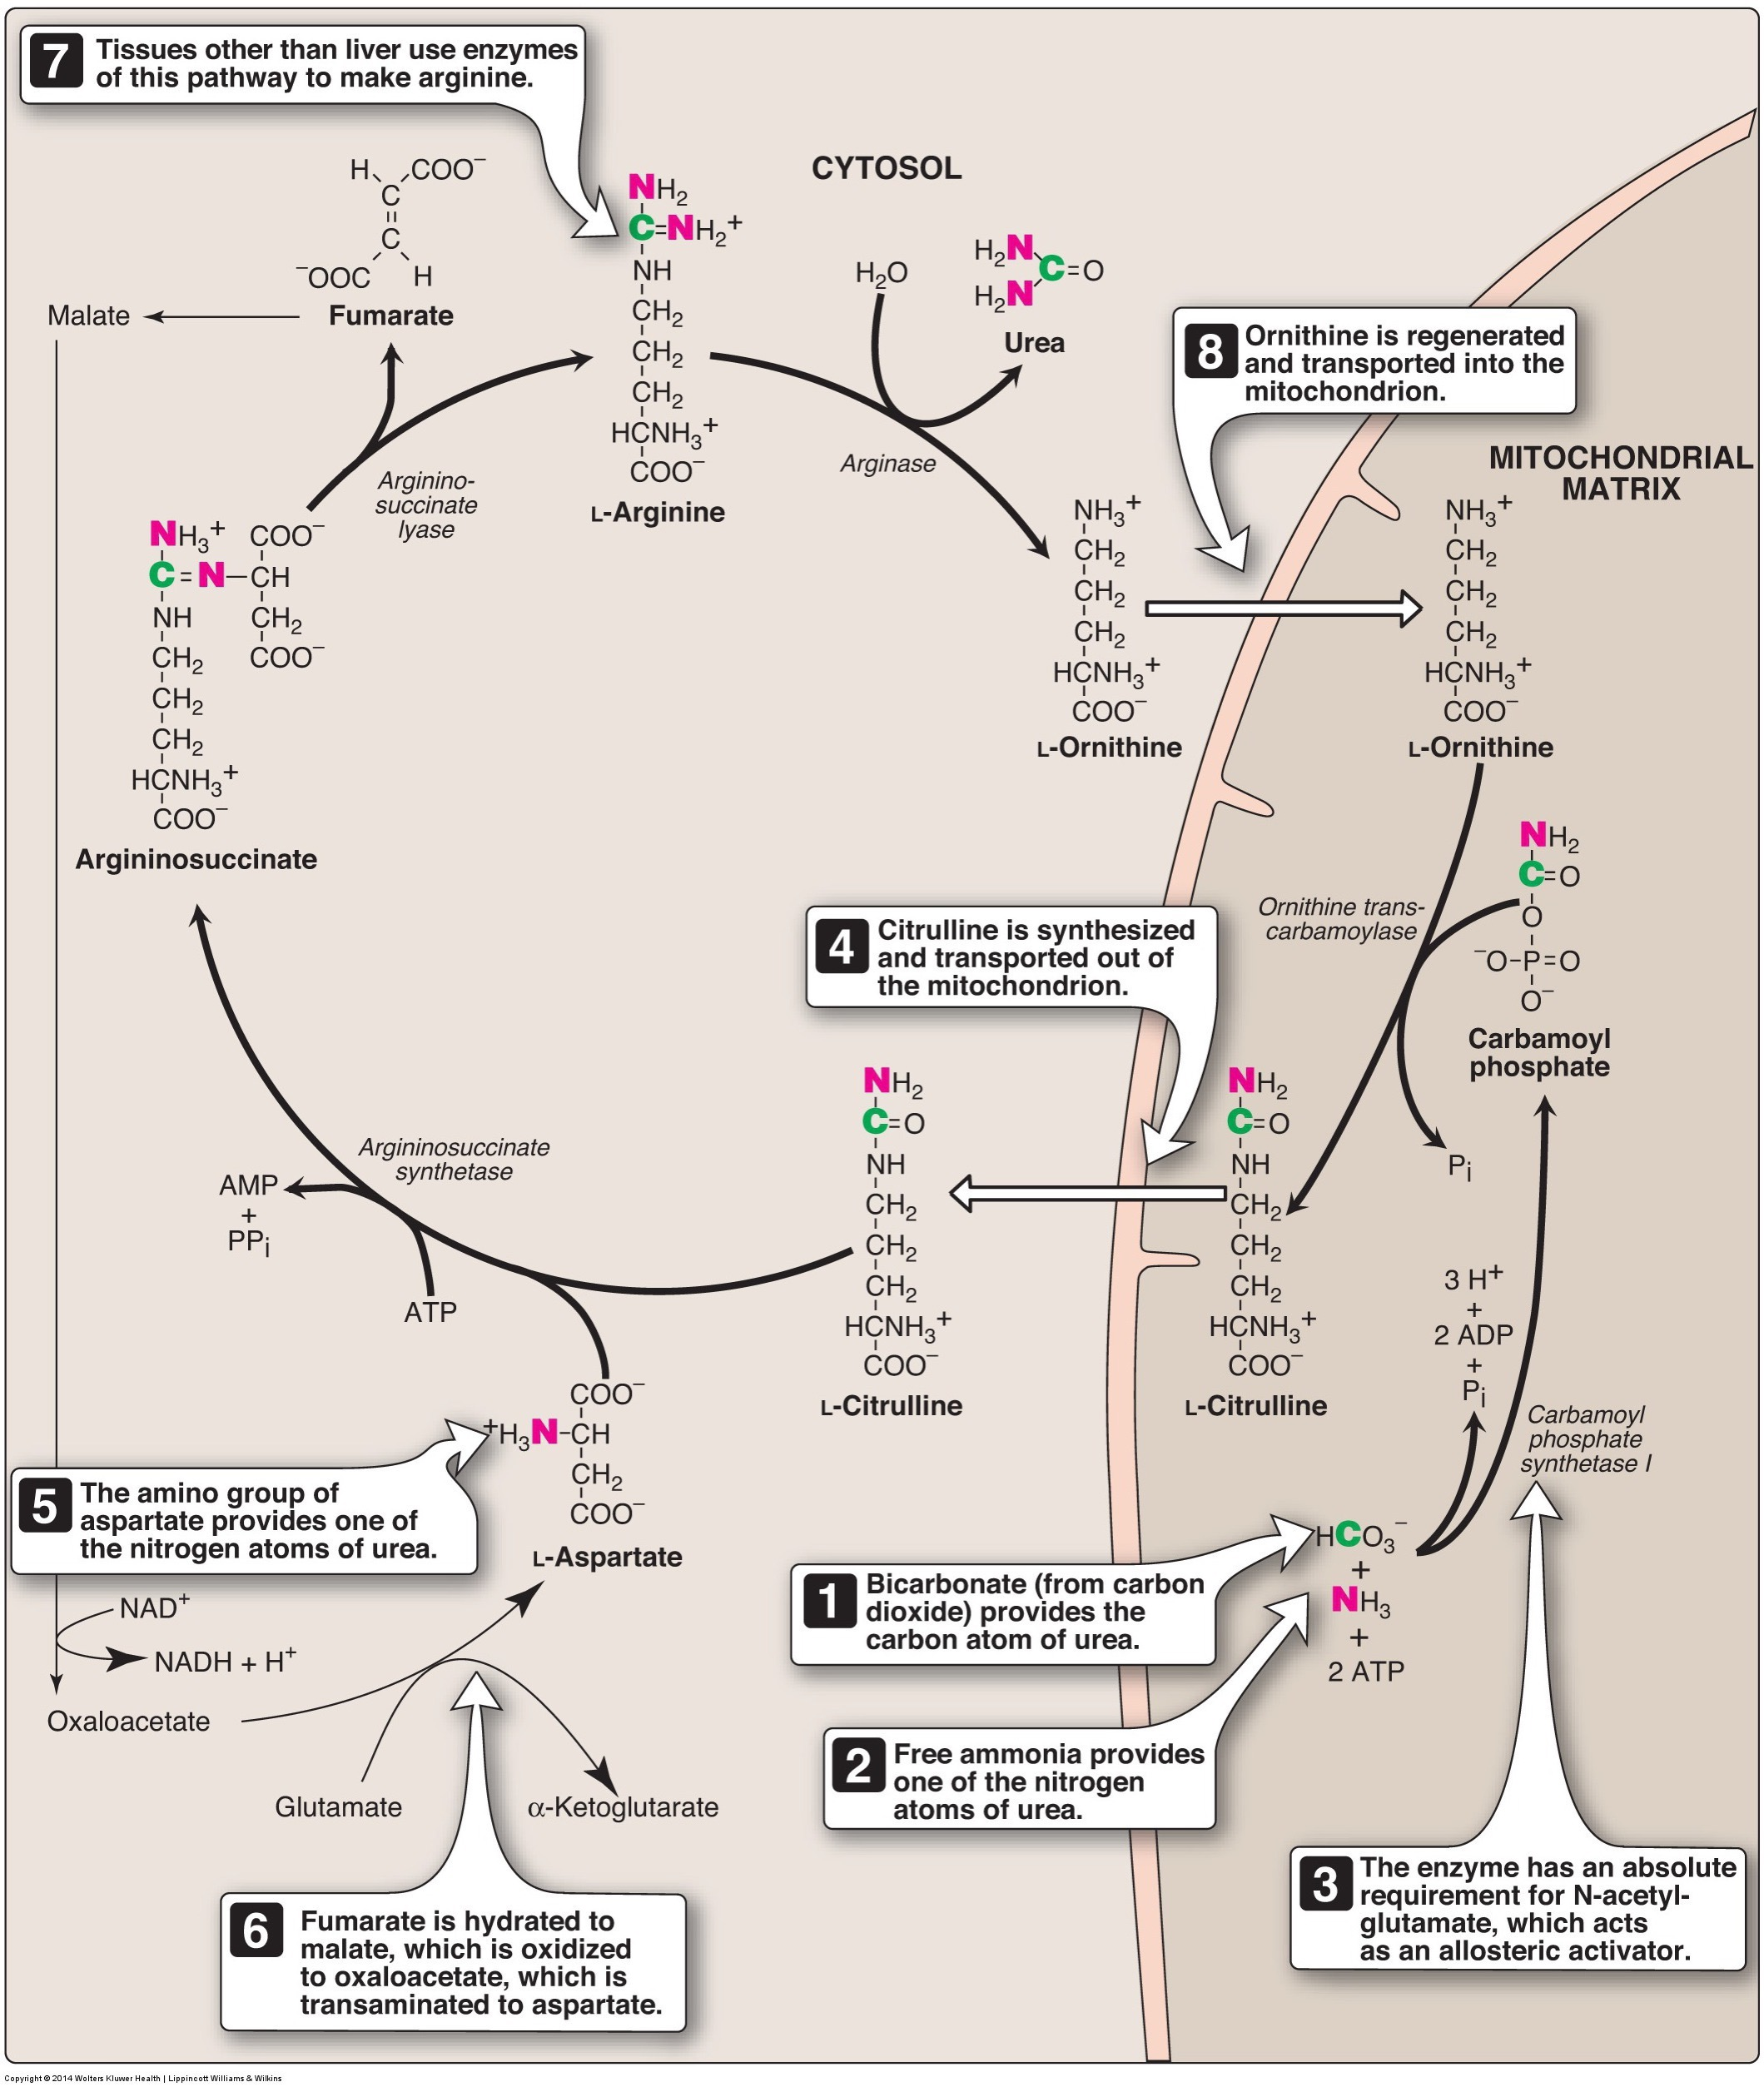 7 Tissues other than liver use enzymes
of this pathway to make arginine.
CYTOSOL
H COO⁻
C
=
C
⁻OOC H
Fumarate
Malate
NH₂
C=NH₂⁺
NH
CH₂
CH₂
CH₂
HCNH₃⁺
COO⁻
L-Arginine
H₂O
H₂N
C=O
H₂N
Urea
8 Ornithine is regenerated
and transported into the
mitochondrion.
MITOCHONDRIAL
MATRIX
Arginino-
succinate
lyase
Arginase
NH₃⁺ COO⁻
C=N–CH
NH CH₂
CH₂ COO⁻
CH₂
CH₂
HCNH₃⁺
COO⁻
Argininosuccinate
NH₃⁺
CH₂
CH₂
CH₂
HCNH₃⁺
COO⁻
L-Ornithine
NH₃⁺
CH₂
CH₂
CH₂
HCNH₃⁺
COO⁻
L-Ornithine
Ornithine trans-
carbamoylase
NH₂
C=O
O
⁻O-P=O
O⁻
Carbamoyl
phosphate
Pᵢ
4 Citrulline is synthesized
and transported out of
the mitochondrion.
NH₂
C=O
NH
CH₂
CH₂
CH₂
HCNH₃⁺
COO⁻
L-Citrulline
NH₂
C=O
NH
CH₂
CH₂
CH₂
HCNH₃⁺
COO⁻
L-Citrulline
Argininosuccinate
synthetase
AMP
+
PPᵢ
ATP
3 H⁺
+
2 ADP
+
Pᵢ
Carbamoyl
phosphate
synthetase I
COO⁻
⁺H₃N-CH
CH₂
COO⁻
L-Aspartate
5 The amino group of
aspartate provides one of
the nitrogen atoms of urea.
HCO₃⁻
+
NH₃
+
2 ATP
1 Bicarbonate (from carbon
dioxide) provides the
carbon atom of urea.
NAD⁺
NADH + H⁺
Oxaloacetate
Glutamate
α-Ketoglutarate
2 Free ammonia provides
one of the nitrogen
atoms of urea.
3 The enzyme has an absolute
requirement for N-acetyl-
glutamate, which acts
as an allosteric activator.
6 Fumarate is hydrated to
malate, which is oxidized
to oxaloacetate, which is
transaminated to aspartate.
Copyright © 2014 Wolters Kluwer Health | Lippincott Williams & Wilkins